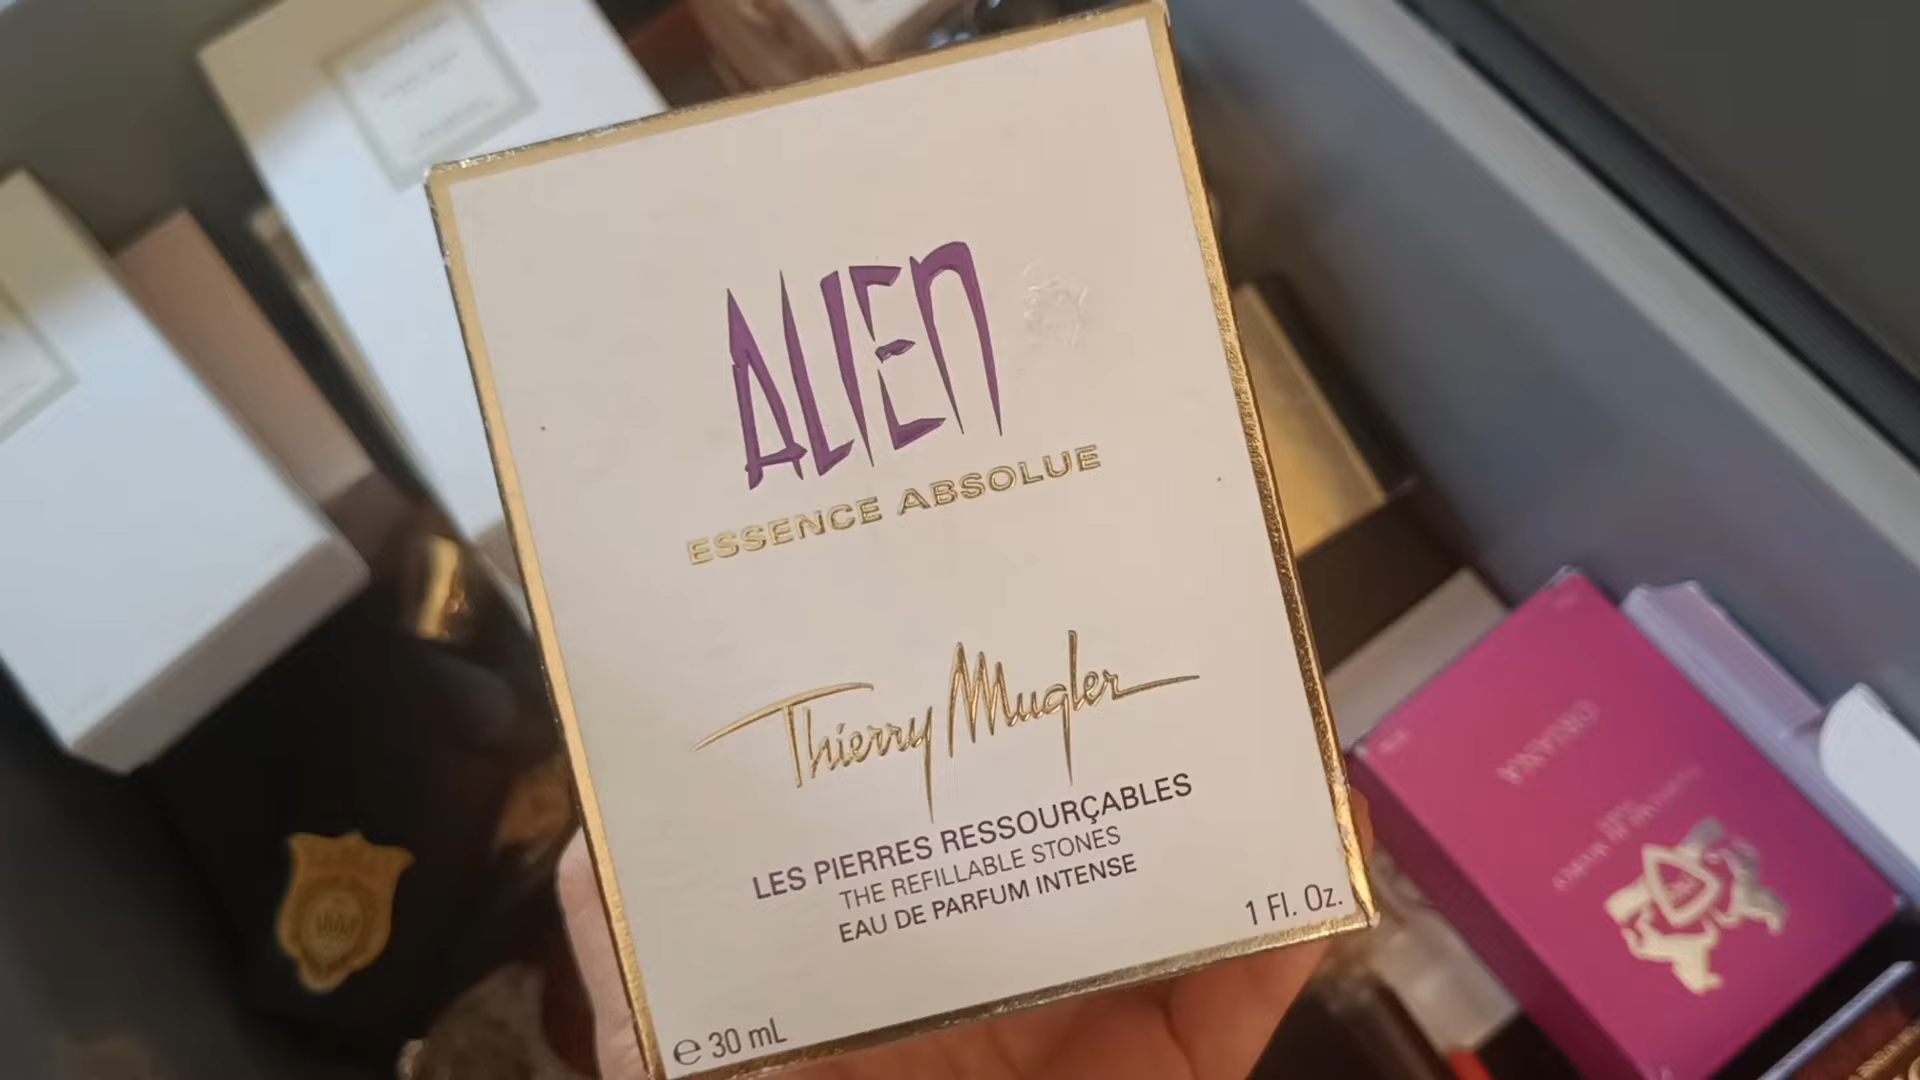 ALIEN
ESSENCE ABSOLUE
Thierry Mugler
LES PIERRES RESSOURÇABLES
THE REFILLABLE STONES
EAU DE PARFUM INTENSE
1 Fl. Oz.
℮ 30 mL
ORIANA